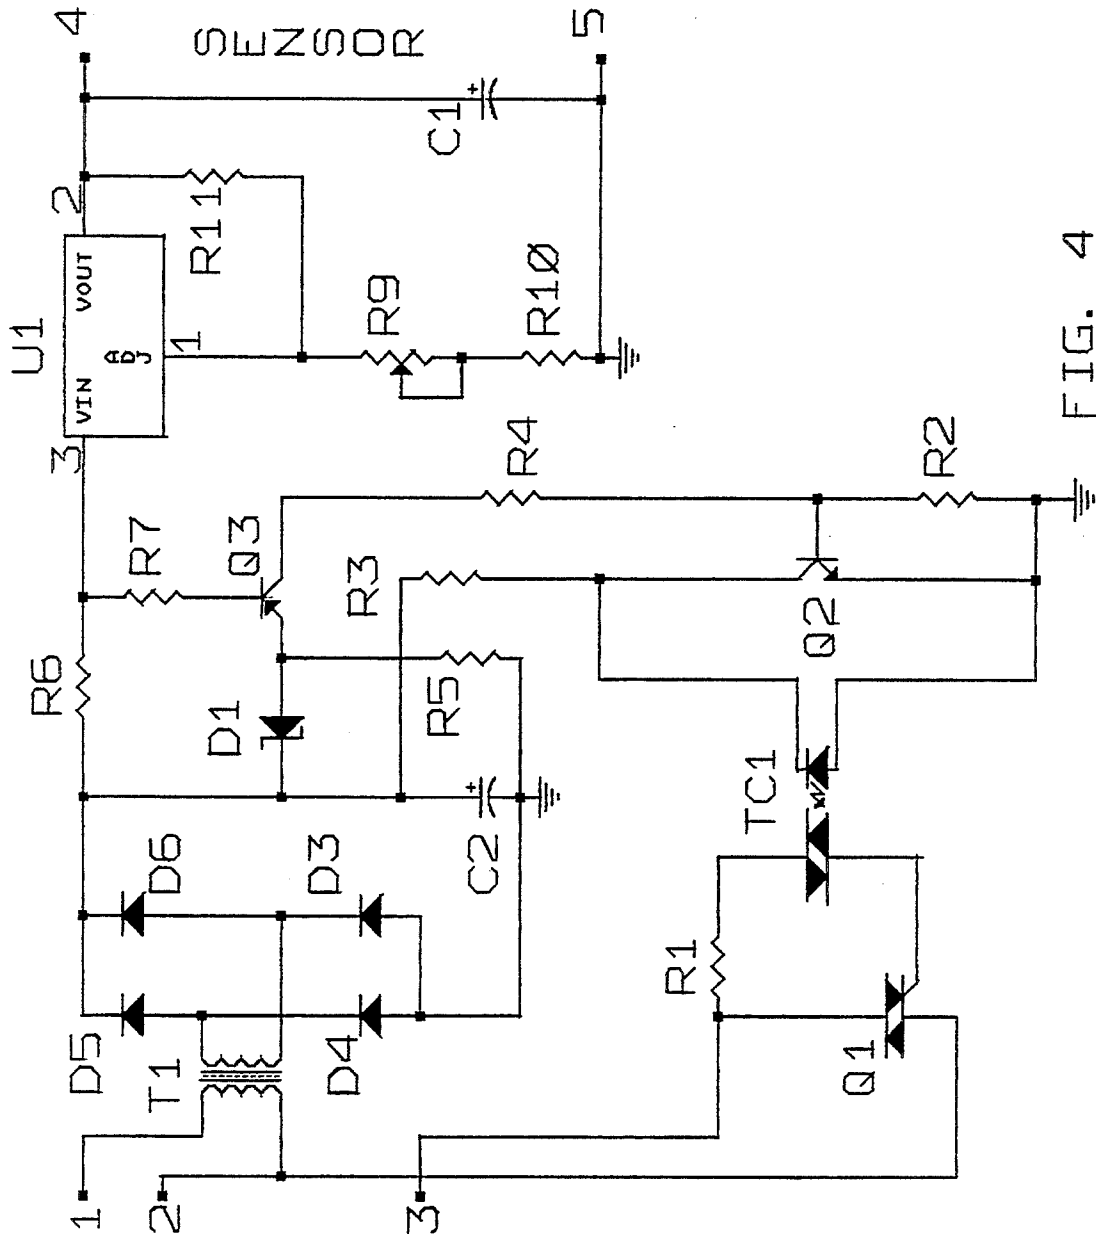 SENSOR
4
5
C1
2
R11
U1
VIN
VOUT
ADJ
1
3
R9
R10
R4
R2
R7
Q3
R3
Q2
R6
D1
R5
TC1
C2
D6
D3
D5
D4
T1
R1
Q1
1
2
3
+
+
FIG. 4